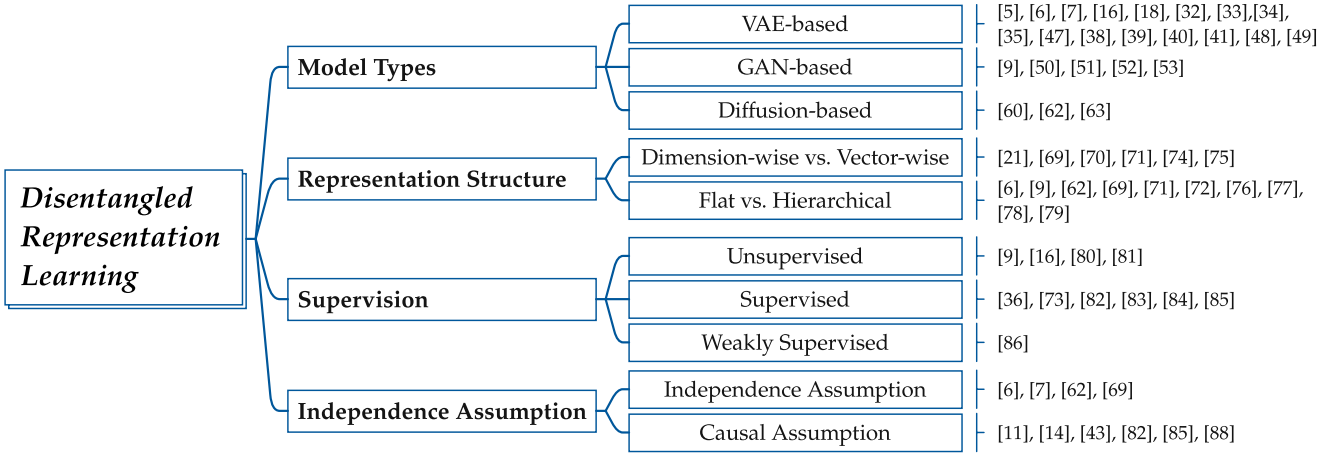 Disentangled
Representation
Learning
Model Types
VAE-based
[5], [6], [7], [16], [18], [32], [33],[34],
[35], [47], [38], [39], [40], [41], [48], [49]
GAN-based
[9], [50], [51], [52], [53]
Diffusion-based
[60], [62], [63]
Representation Structure
Dimension-wise vs. Vector-wise
[21], [69], [70], [71], [74], [75]
Flat vs. Hierarchical
[6], [9], [62], [69], [71], [72], [76], [77],
[78], [79]
Supervision
Unsupervised
[9], [16], [80], [81]
Supervised
[36], [73], [82], [83], [84], [85]
Weakly Supervised
[86]
Independence Assumption
Independence Assumption
[6], [7], [62], [69]
Causal Assumption
[11], [14], [43], [82], [85], [88]